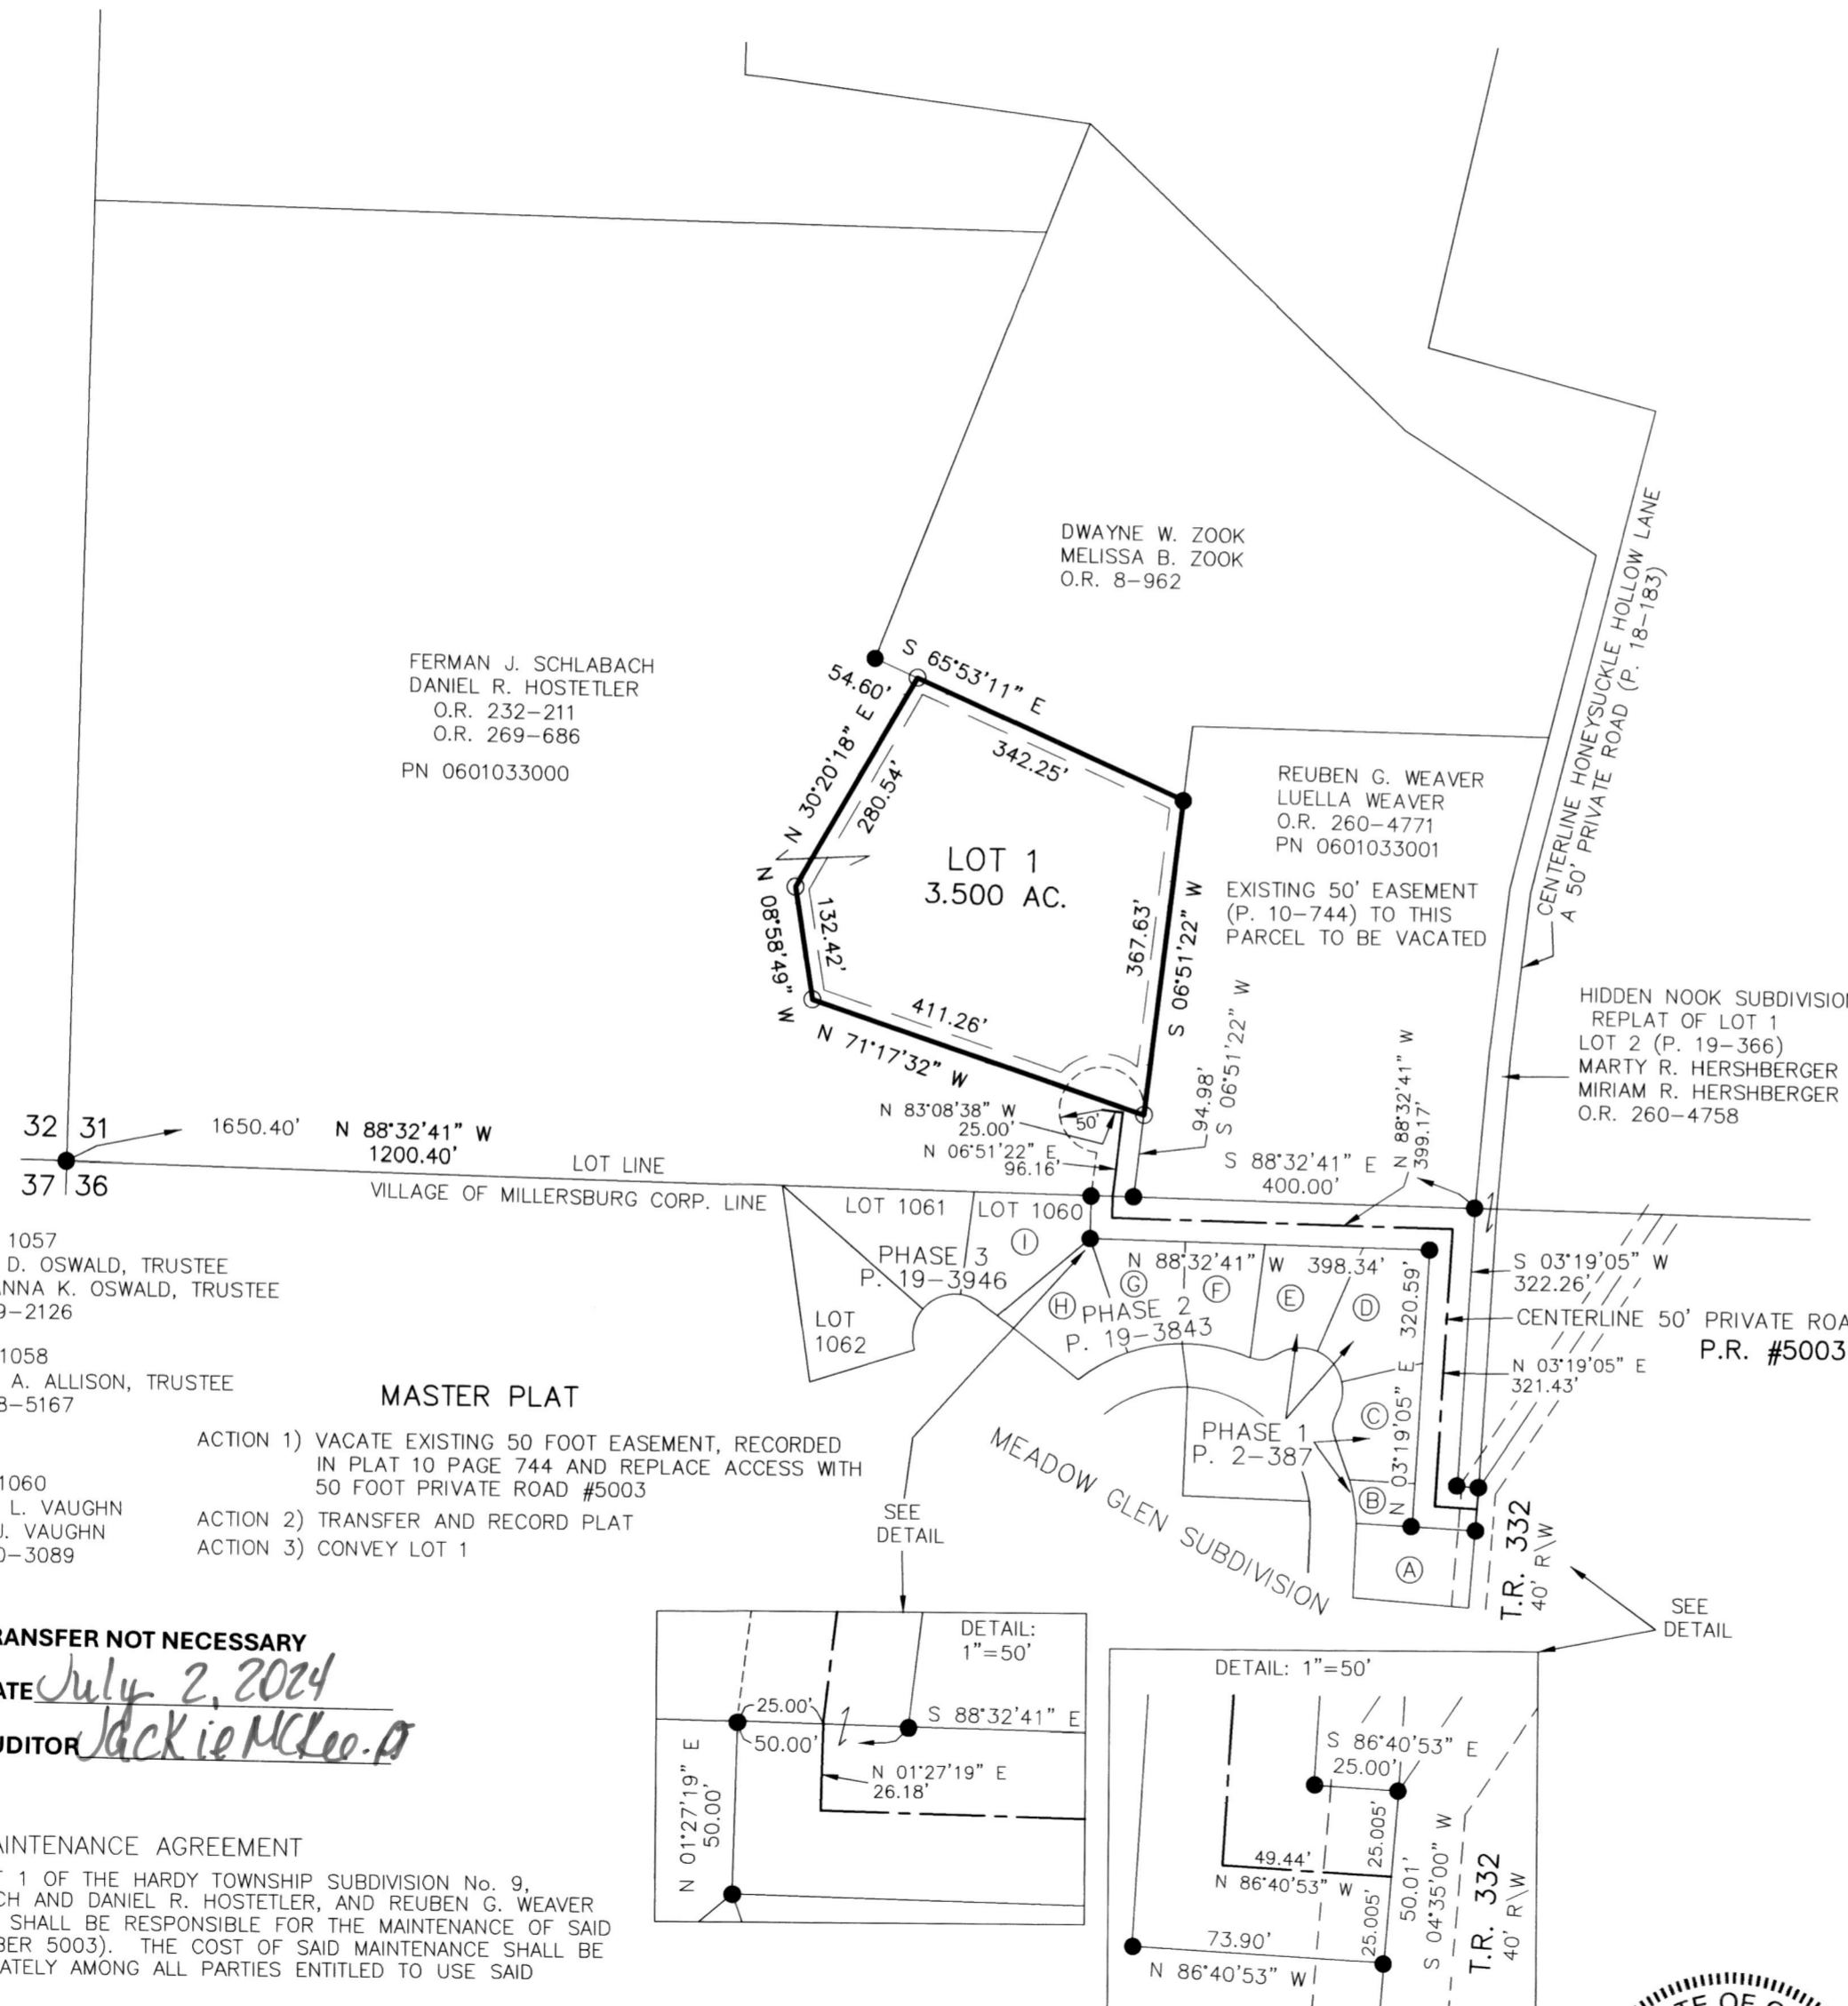 DWAYNE W. ZOOK
MELISSA B. ZOOK
O.R. 8-962
FERMAN J. SCHLABACH
DANIEL R. HOSTETLER
O.R. 232-211
O.R. 269-686
PN 0601033000
S 65°53'11" E
54.60'
342.25'
N 30°20'18" E
280.54'
LOT 1
3.500 AC.
N 08°58'49" W
132.42'
367.63'
S 06°51'22" W
411.26'
N 71°17'32" W
REUBEN G. WEAVER
LUELLA WEAVER
O.R. 260-4771
PN 0601033001
EXISTING 50' EASEMENT
(P. 10-744) TO THIS
PARCEL TO BE VACATED
CENTERLINE HONEYSUCKLE HOLLOW LANE
A 50' PRIVATE ROAD (P. 18-183)
HIDDEN NOOK SUBDIVISION
REPLAT OF LOT 1
LOT 2 (P. 19-366)
MARTY R. HERSHBERGER
MIRIAM R. HERSHBERGER
O.R. 260-4758
94.98'
S 06°51'22" W
N 88°32'41" W
399.17'
N 83°08'38" W
25.00'
50'
N 06°51'22" E
96.16'
S 88°32'41" E
400.00'
32 31
37 36
1650.40'
N 88°32'41" W
1200.40'
LOT LINE
VILLAGE OF MILLERSBURG CORP. LINE
LOT 1061
LOT 1060
I
PHASE 3
P. 19-3946
LOT
1062
N 88°32'41" W 398.34'
G
F
H
E
D
PHASE 2
P. 19-3843
N 03°19'05" E 320.59'
S 03°19'05" W
322.26'
CENTERLINE 50' PRIVATE ROA
P.R. #5003
N 03°19'05" E
321.43'
PHASE 1
P. 2-387
C
B
A
MEADOW GLEN SUBDIVISION
T.R. 332
40' R\W
SEE
DETAIL
SEE
DETAIL
1057
D. OSWALD, TRUSTEE
NNA K. OSWALD, TRUSTEE
9-2126
1058
A. ALLISON, TRUSTEE
8-5167
1060
L. VAUGHN
J. VAUGHN
0-3089
MASTER PLAT
ACTION 1) VACATE EXISTING 50 FOOT EASEMENT, RECORDED
IN PLAT 10 PAGE 744 AND REPLACE ACCESS WITH
50 FOOT PRIVATE ROAD #5003
ACTION 2) TRANSFER AND RECORD PLAT
ACTION 3) CONVEY LOT 1
RANSFER NOT NECESSARY
ATE July 2, 2024
UDITOR Jackie McKee
AINTENANCE AGREEMENT
T 1 OF THE HARDY TOWNSHIP SUBDIVISION No. 9,
CH AND DANIEL R. HOSTETLER, AND REUBEN G. WEAVER
SHALL BE RESPONSIBLE FOR THE MAINTENANCE OF SAID
BER 5003). THE COST OF SAID MAINTENANCE SHALL BE
ATELY AMONG ALL PARTIES ENTITLED TO USE SAID
DETAIL:
1"=50'
25.00'
50.00'
S 88°32'41" E
N 01°27'19" E
26.18'
N 01°27'19" E
50.00'
DETAIL: 1"=50'
S 86°40'53" E
25.00'
25.005'
49.44'
N 86°40'53" W
50.01'
S 04°35'00" W
25.005'
73.90'
N 86°40'53" W
T.R. 332
40' R\W
TE OF O